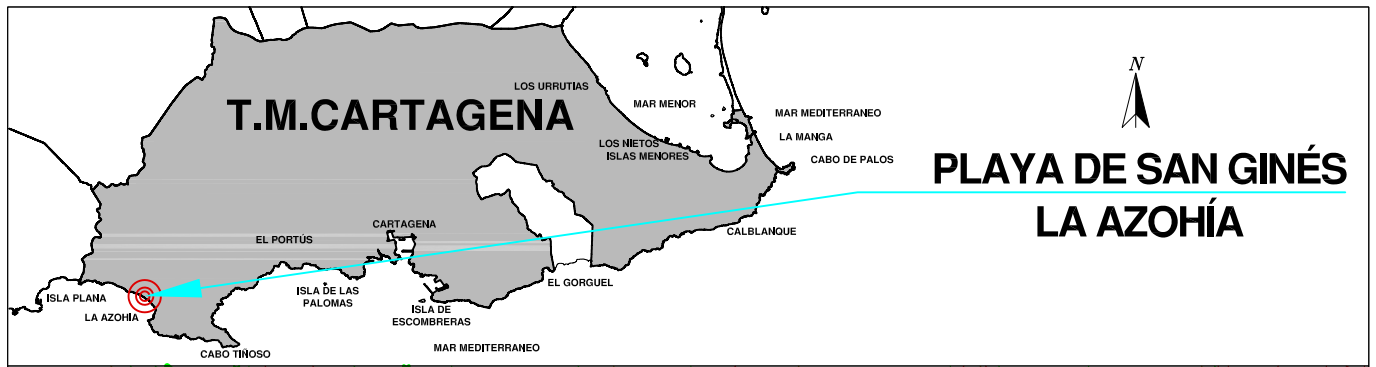 N
LOS URRUTIAS
T.M.CARTAGENA
MAR MENOR
MAR MEDITERRANEO
LA MANGA
LOS NIETOS
ISLAS MENORES
CABO DE PALOS
PLAYA DE SAN GINÉS
LA AZOHÍA
CARTAGENA
CALBLANQUE
EL PORTÚS
EL GORGUEL
ISLA PLANA
ISLA DE LAS
PALOMAS
LA AZOHÍA
ISLA DE
ESCOMBRERAS
CABO TIÑOSO
MAR MEDITERRANEO